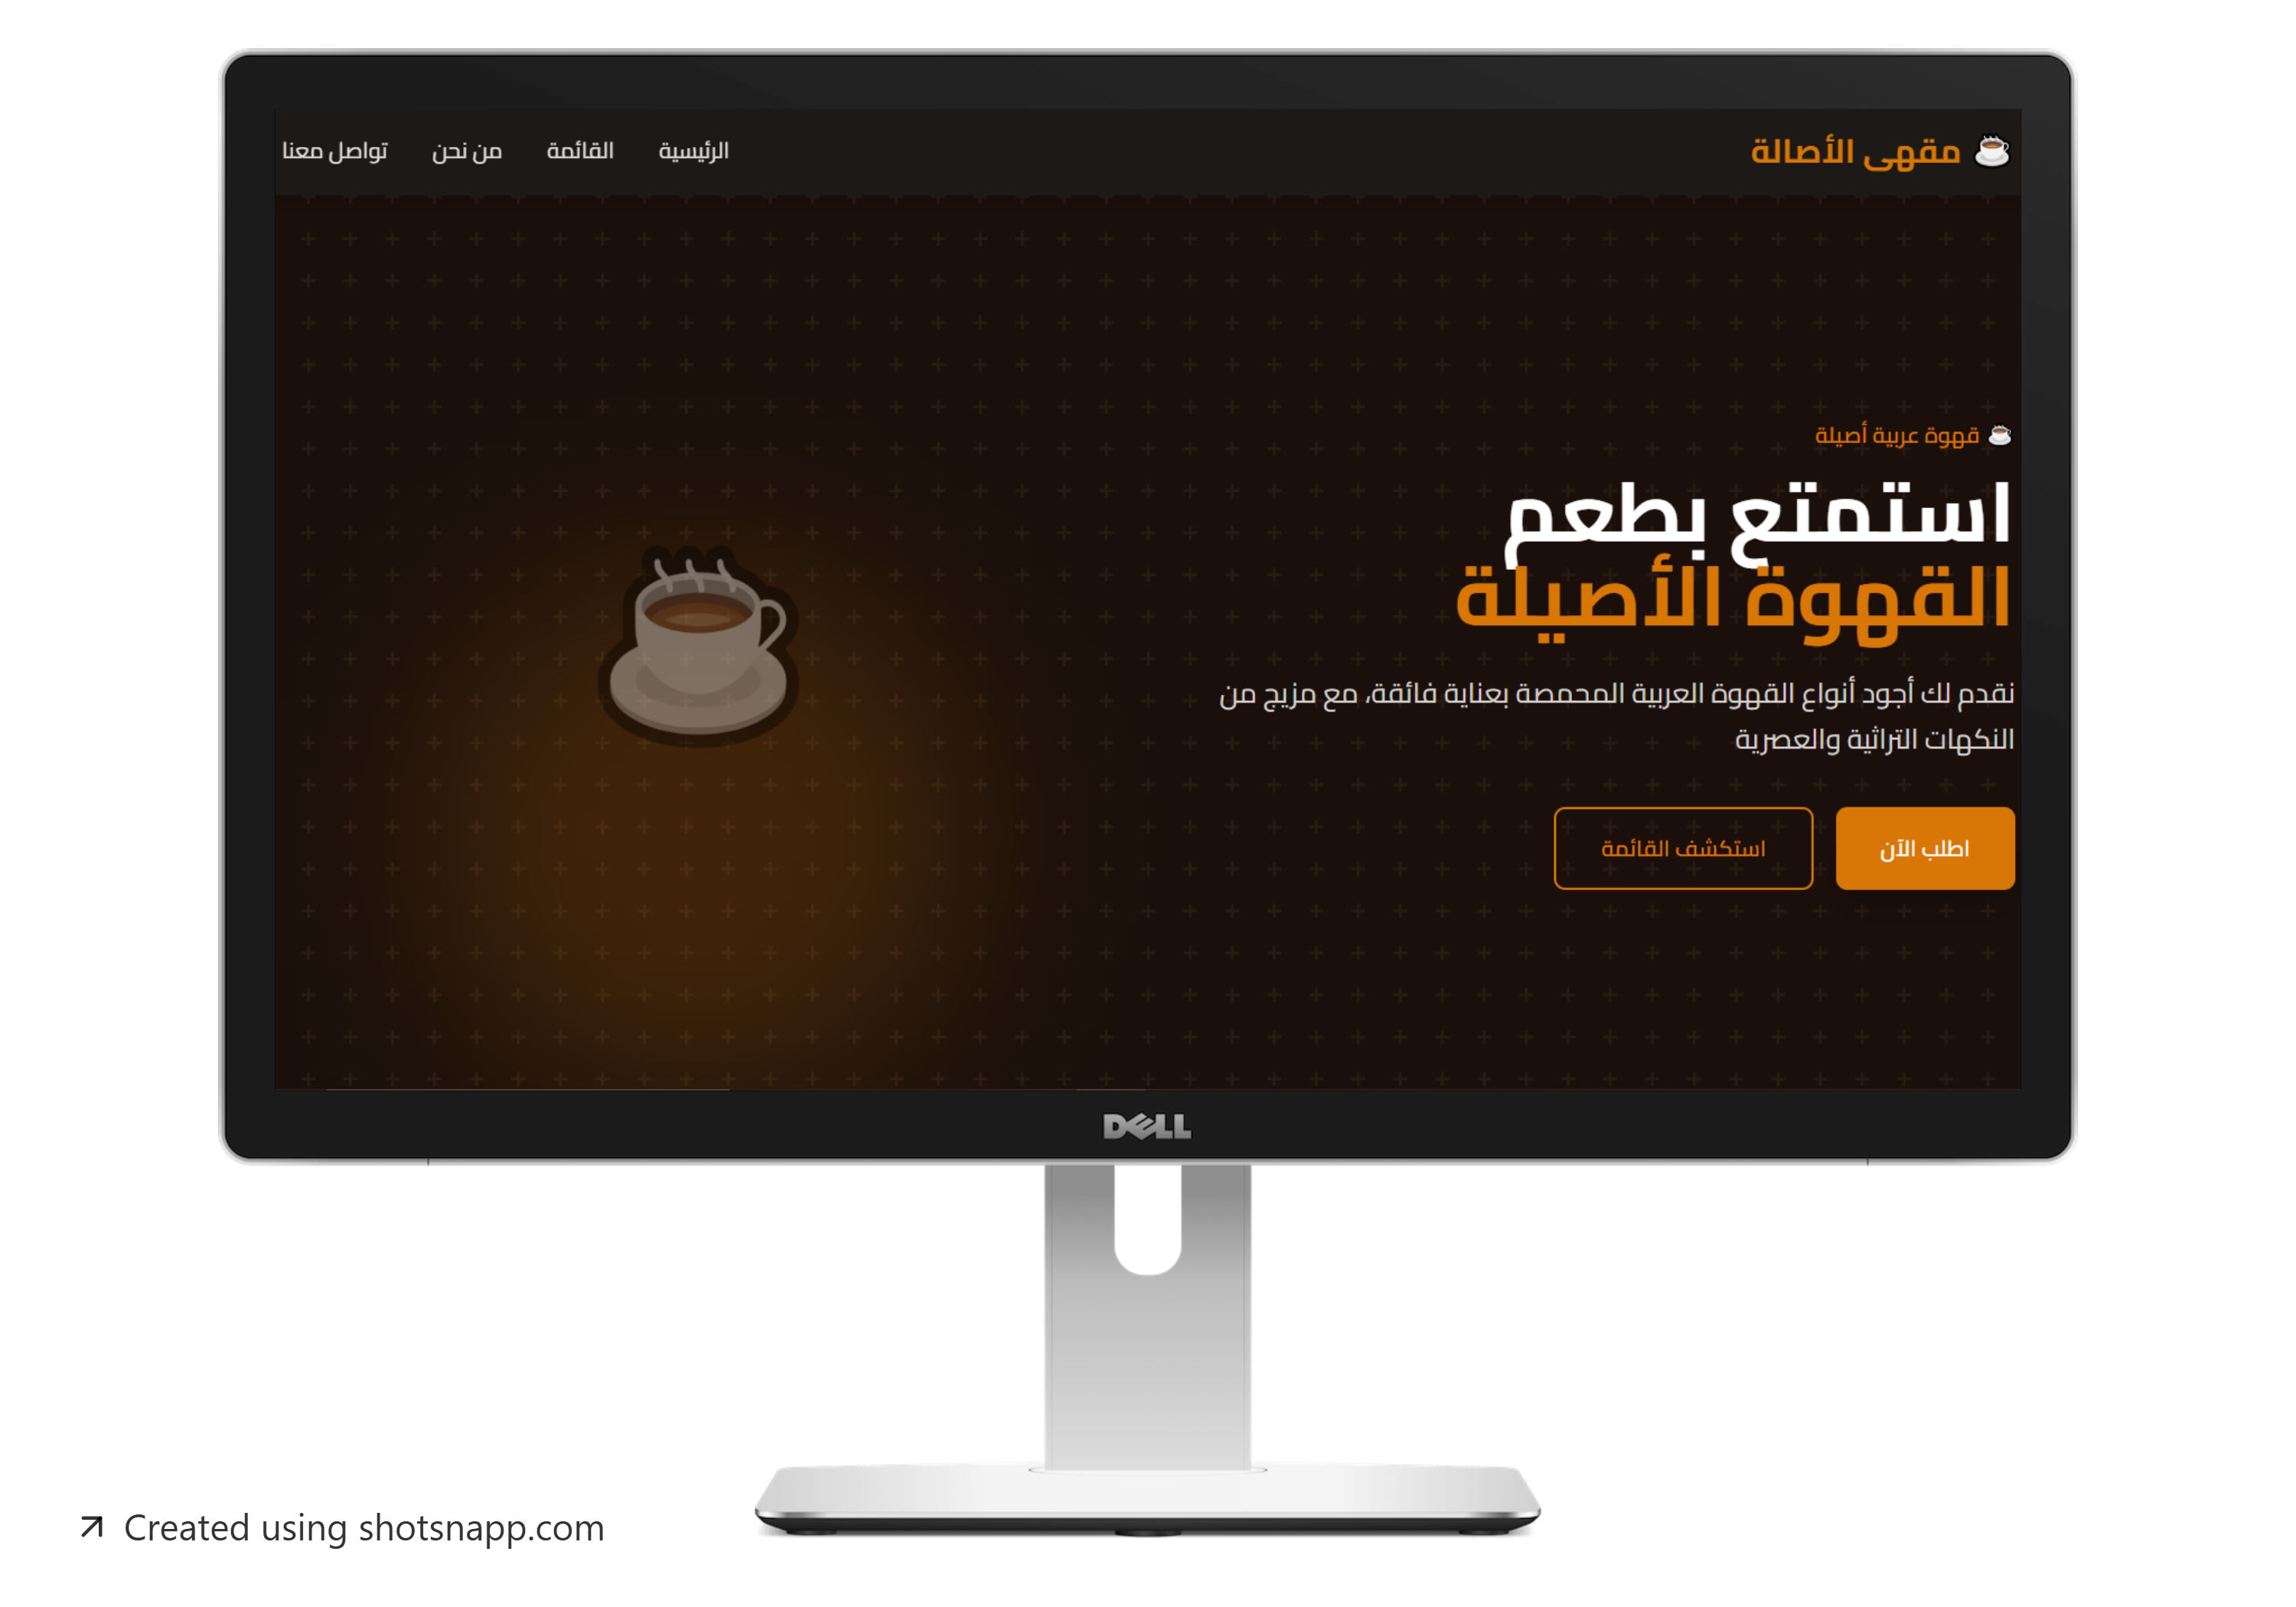 مقهى الأصالة
الرئيسية القائمة من نحن تواصل معنا
قهوة عربية أصيلة
استمتع بطعم
القهوة الأصيلة
نقدم لك أجود أنواع القهوة العربية المحمصة بعناية فائقة، مع مزيج من
النكهات التراثية والعصرية
اطلب الآن استكشف القائمة
DELL
Created using shotsnapp.com